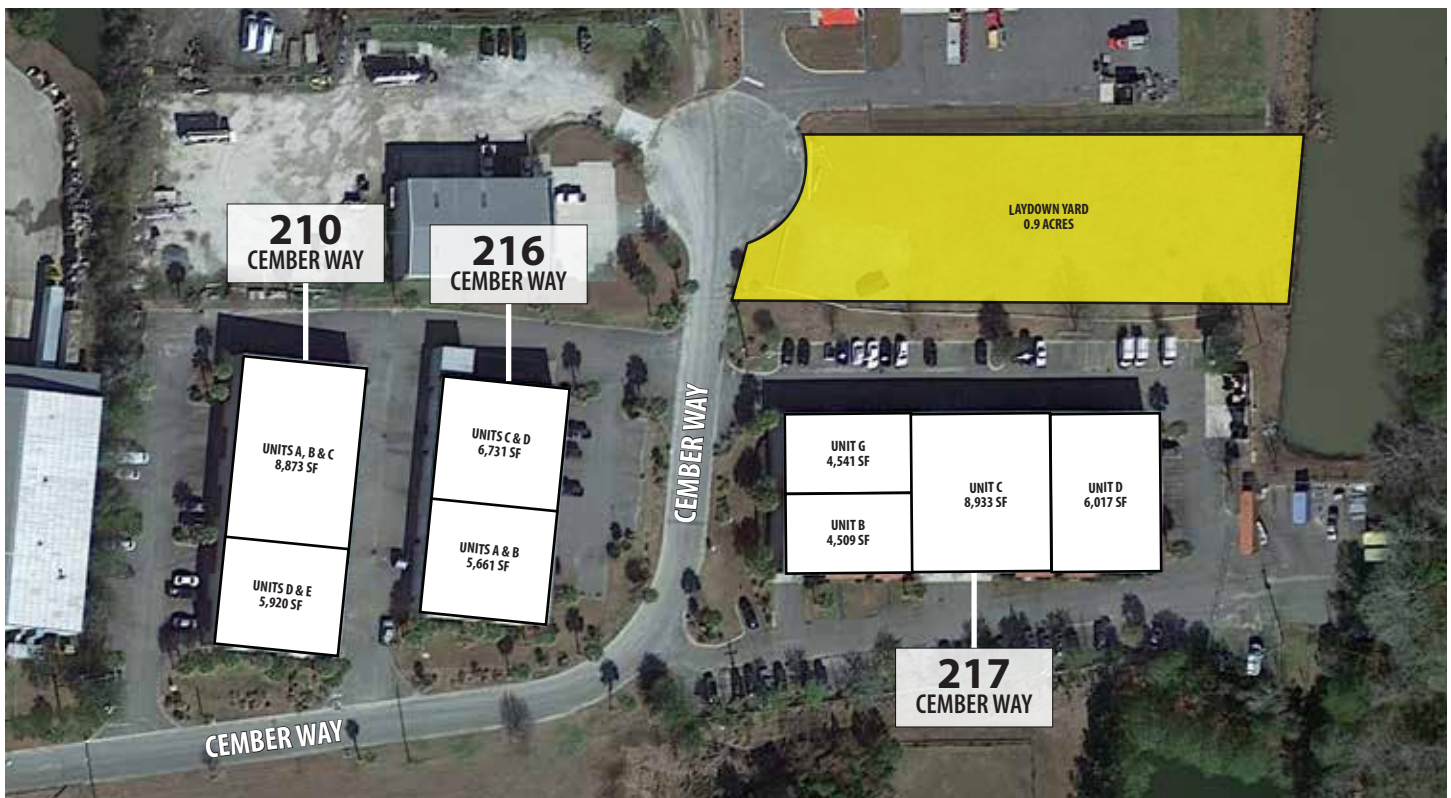 LAYDOWN YARD
0.9 ACRES
210
CEMBER WAY
216
CEMBER WAY
UNITS A, B & C
8,873 SF
UNITS D & E
5,920 SF
UNITS C & D
6,731 SF
UNITS A & B
5,661 SF
CEMBER WAY
UNIT G
4,541 SF
UNIT B
4,509 SF
UNIT C
8,933 SF
UNIT D
6,017 SF
217
CEMBER WAY
CEMBER WAY